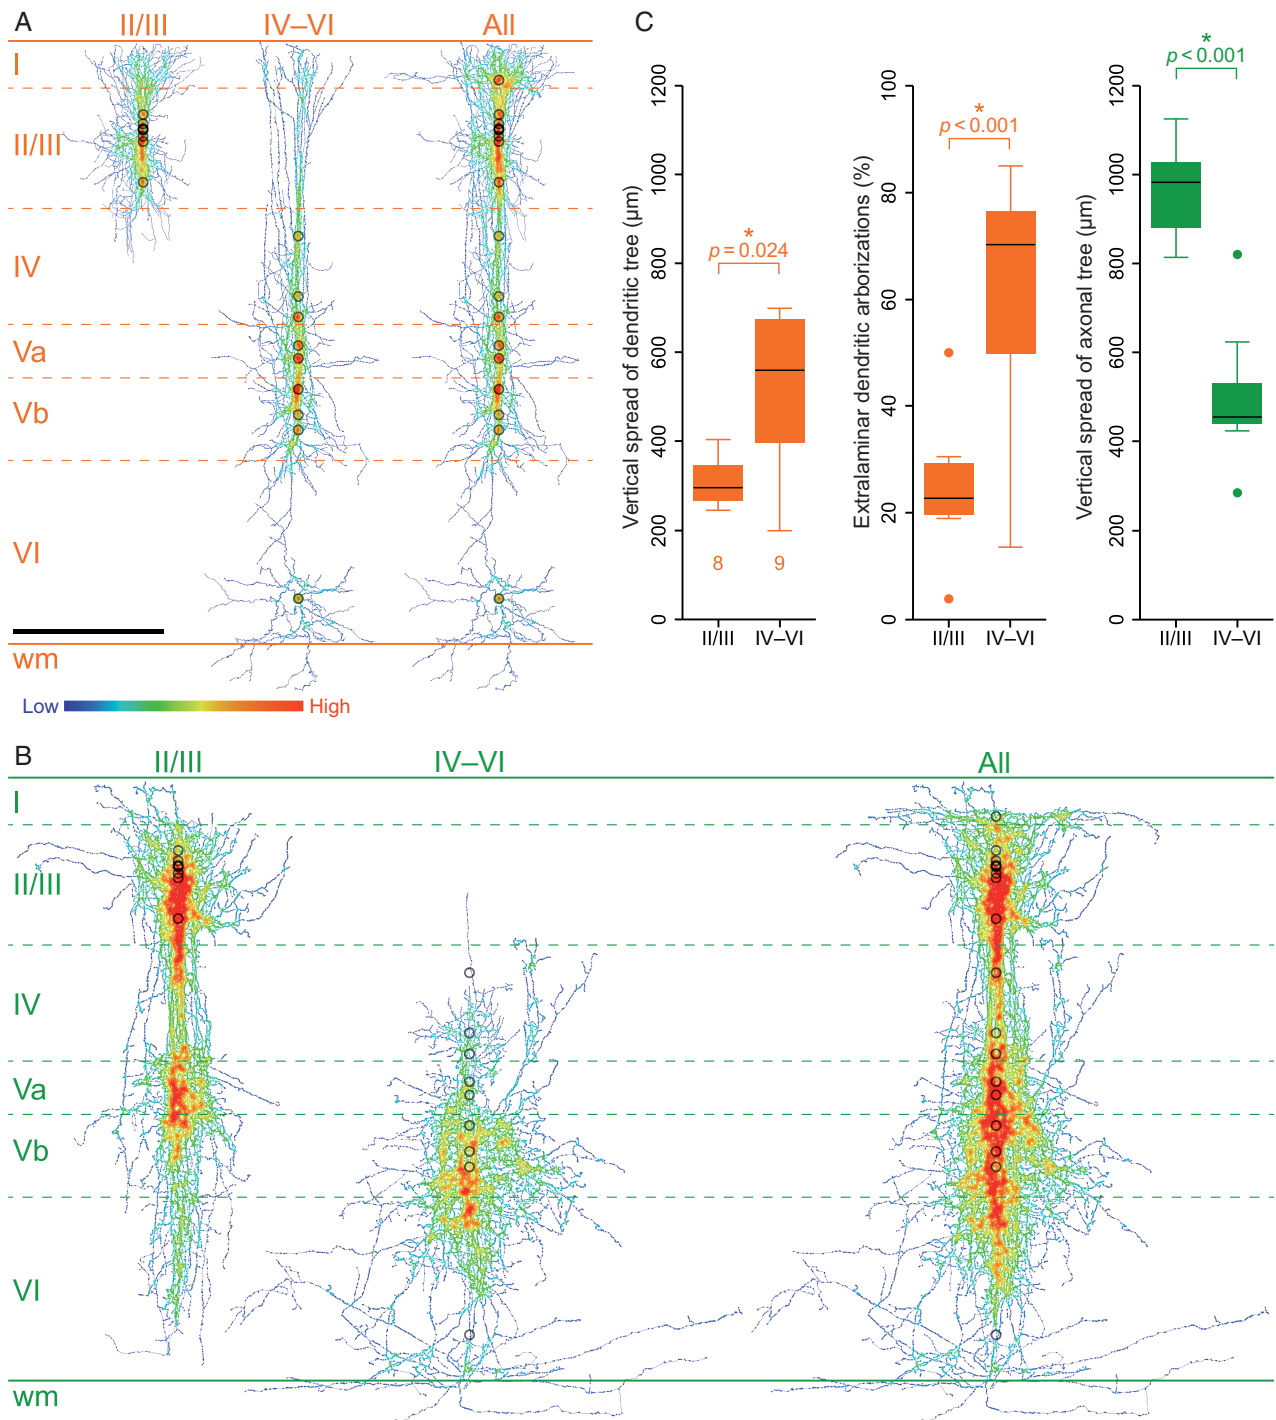 A
II/III IV–VI All
I
II/III
IV
Va
Vb
VI
wm
Low High
C
Vertical spread of dendritic tree (µm)
1200
1000
800
600
400
200
0
*
p = 0.024
8 9
II/III IV–VI
Extralaminar dendritic arborizations (%)
100
80
60
40
20
0
*
p < 0.001
II/III IV–VI
Vertical spread of axonal tree (µm)
1200
1000
800
600
400
200
0
*
p < 0.001
II/III IV–VI
B
II/III IV–VI All
I
II/III
IV
Va
Vb
VI
wm